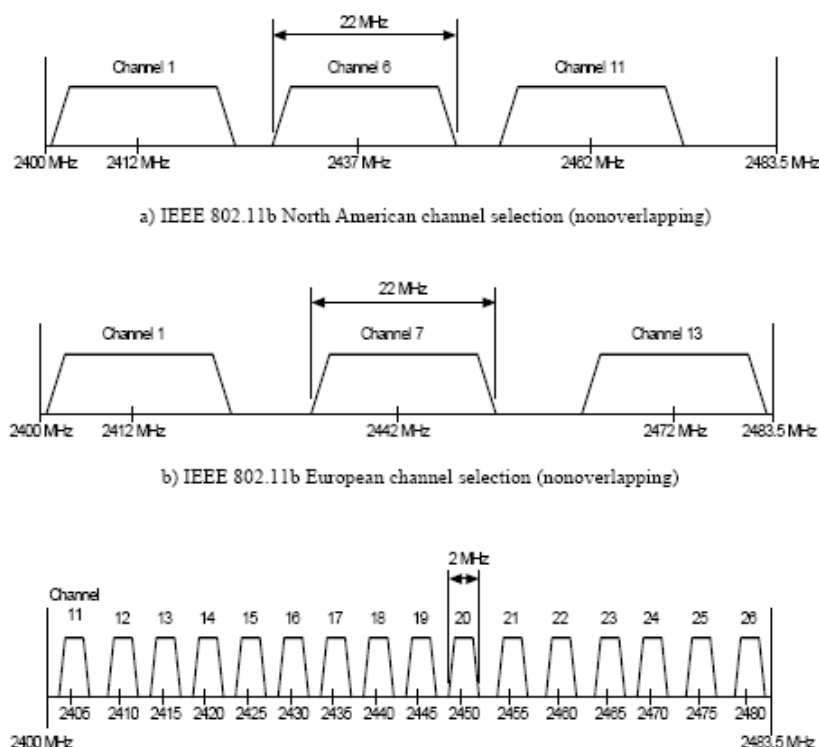 22 MHz
Channel 1 Channel 6 Channel 11
2400 MHz 2412 MHz 2437 MHz 2462 MHz 2483.5 MHz
a) IEEE 802.11b North American channel selection (nonoverlapping)
22 MHz
Channel 1 Channel 7 Channel 13
2400 MHz 2412 MHz 2442 MHz 2472 MHz 2483.5 MHz
b) IEEE 802.11b European channel selection (nonoverlapping)
2 MHz
Channel
11 12 13 14 15 16 17 18 19 20 21 22 23 24 25 26
2405 2410 2415 2420 2425 2430 2435 2440 2445 2450 2455 2460 2465 2470 2475 2480
2400 MHz 2483.5 MHz